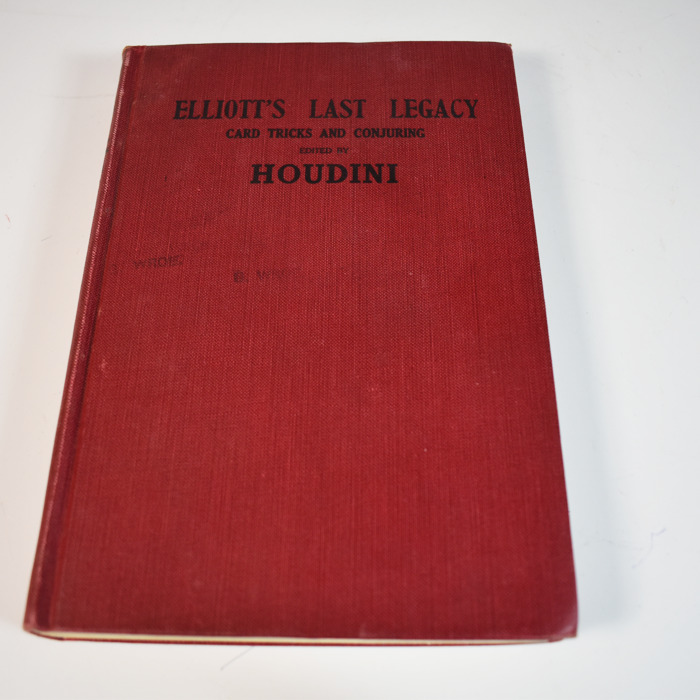 ELLIOTT'S LAST LEGACY
CARD TRICKS AND CONJURING
EDITED BY
HOUDINI